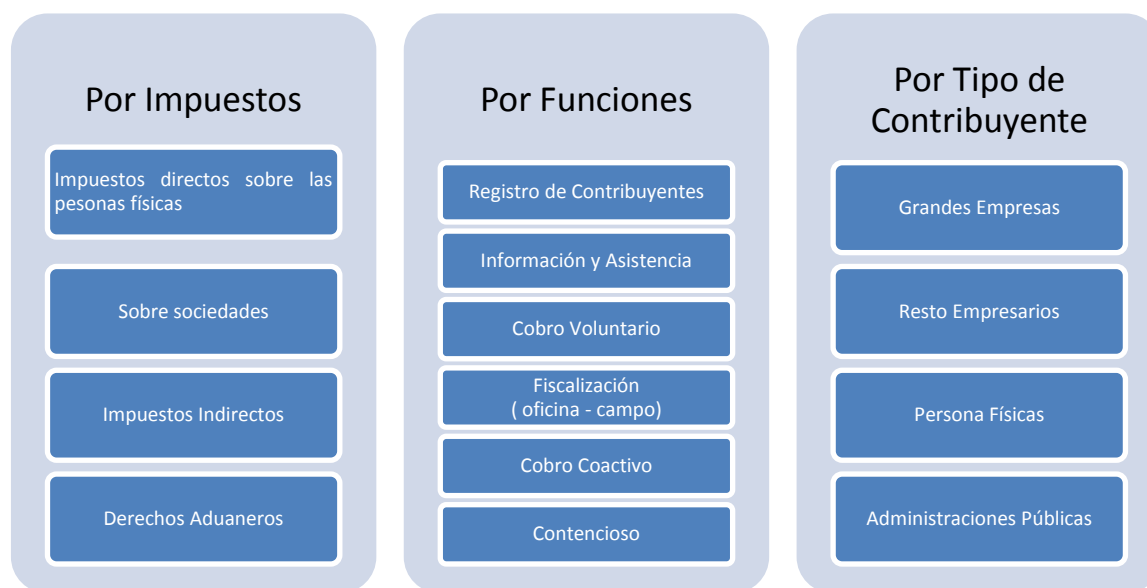 Por Impuestos
Impuestos directos sobre las
pesonas físicas
Sobre sociedades
Impuestos Indirectos
Derechos Aduaneros
Por Funciones
Registro de Contribuyentes
Información y Asistencia
Cobro Voluntario
Fiscalización
( oficina - campo)
Cobro Coactivo
Contencioso
Por Tipo de
Contribuyente
Grandes Empresas
Resto Empresarios
Persona Físicas
Administraciones Públicas